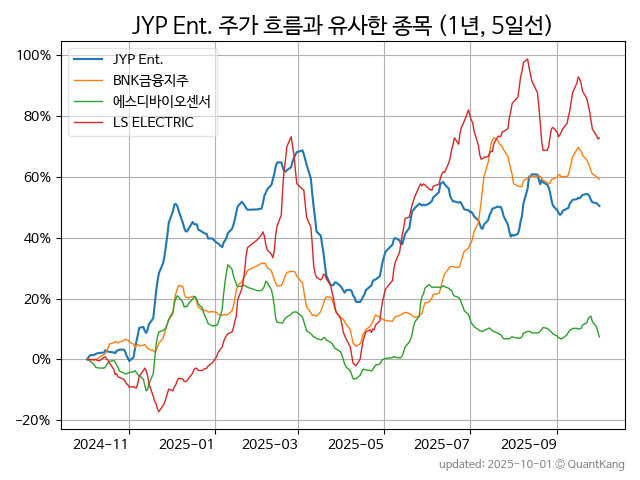 JYP Ent. 주가 흐름과 유사한 종목 (1년, 5일선)
JYP Ent.
BNK금융지주
에스디바이오센서
LS ELECTRIC
100%
80%
60%
40%
20%
0%
−20%
2024-11 2025-01 2025-03 2025-05 2025-07 2025-09
updated: 2025-10-01 © QuantKang